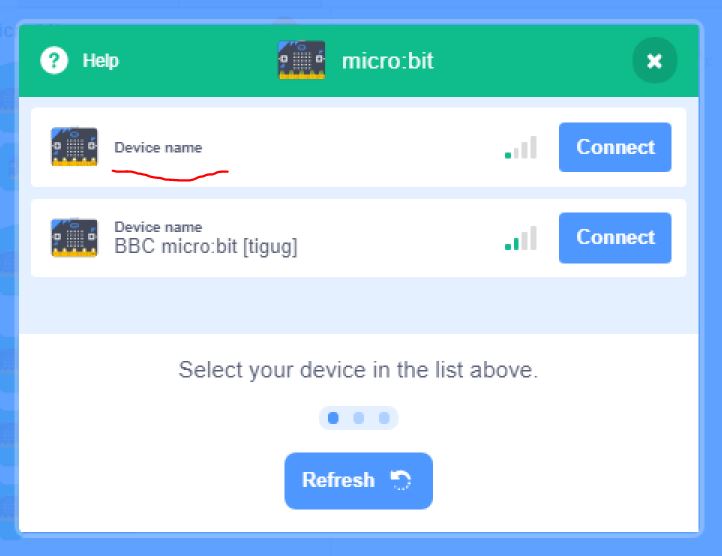 Help
micro:bit
Device name
Connect
Device name
BBC micro:bit [tigug]
Connect
Select your device in the list above.
Refresh